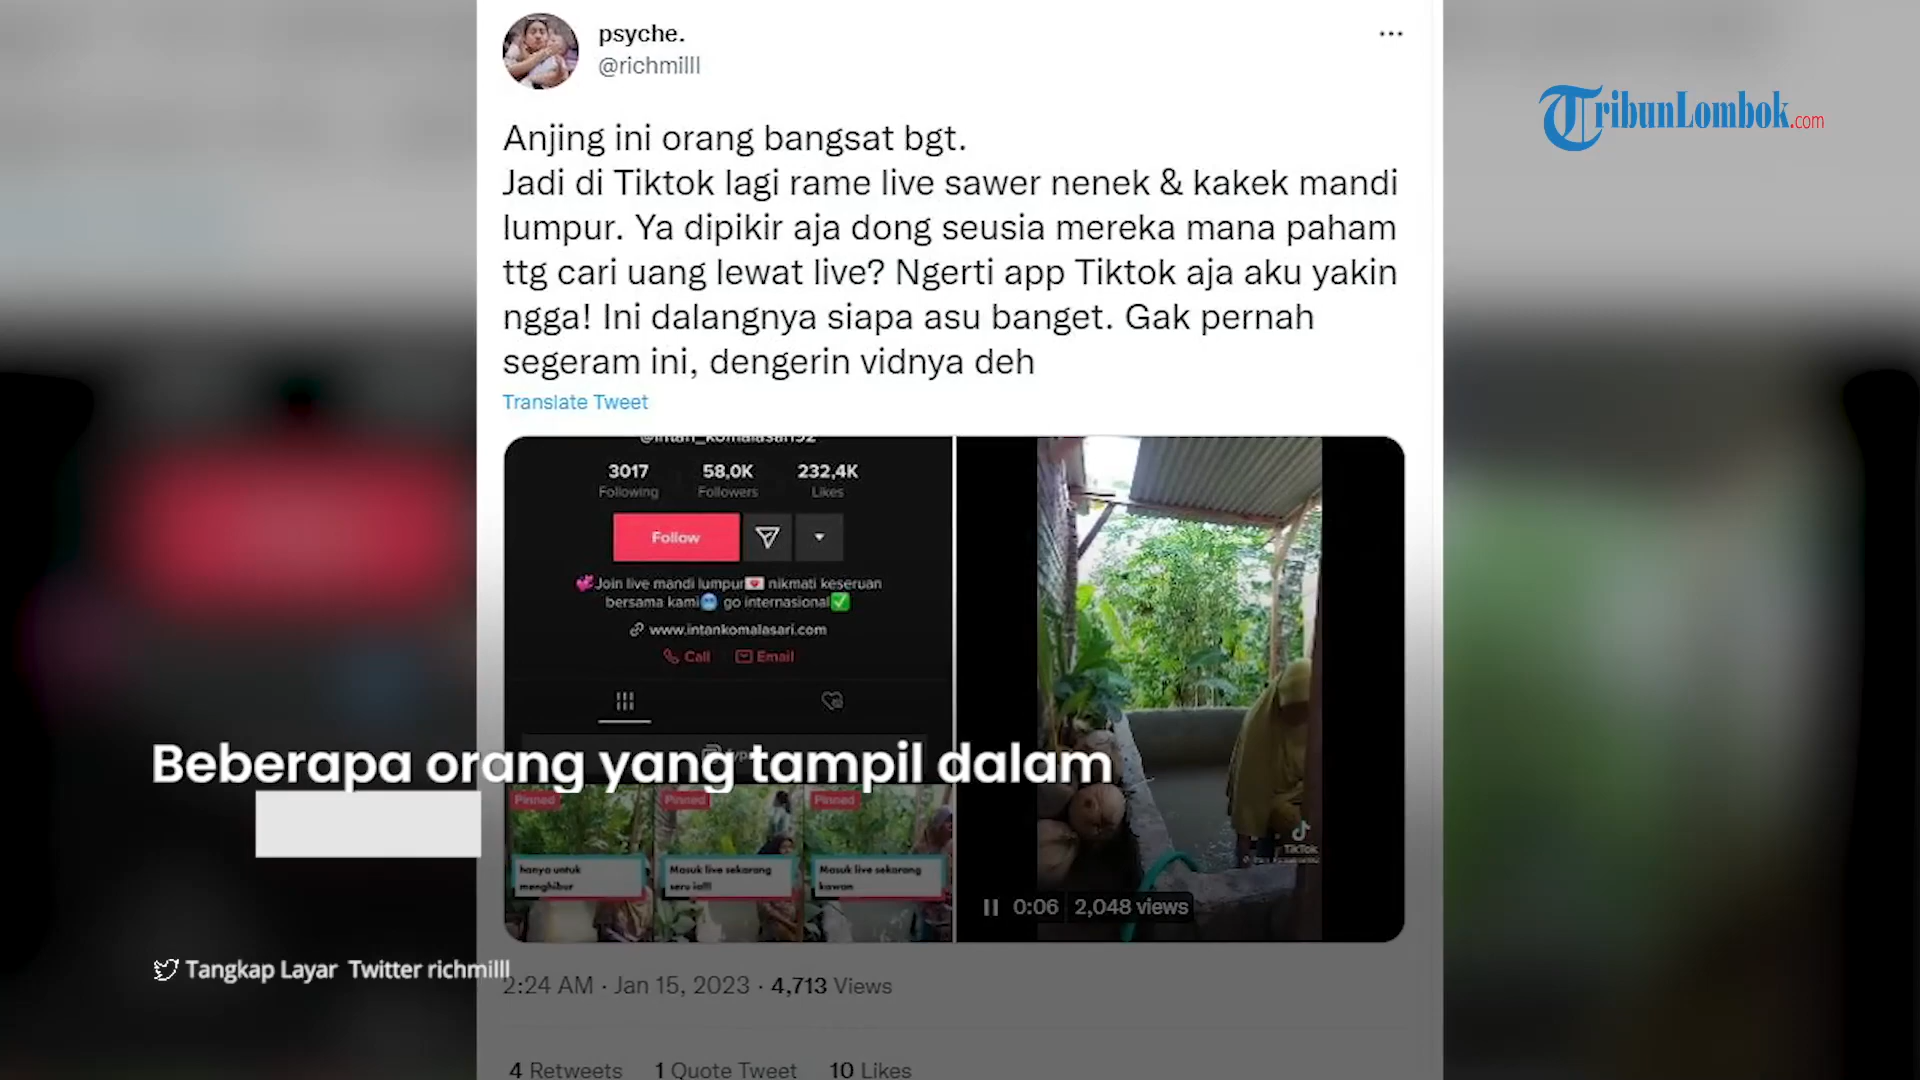 psyche.
@richmilll
TribunLombok.com
Anjing ini orang bangsat bgt.
Jadi di Tiktok lagi rame live sawer nenek & kakek mandi
lumpur. Ya dipikir aja dong seusia mereka mana paham
ttg cari uang lewat live? Ngerti app Tiktok aja aku yakin
ngga! Ini dalangnya siapa asu banget. Gak pernah
segeram ini, dengerin vidnya deh
Translate Tweet
@intan_komalasari92
3017 58,0K 232,4K
Following Followers Likes
Follow
💞Join live mandi lumpur💌 nikmati keseruan
bersama kami🥶 go internasional✅
www.intankomalasari.com
Call Email
Beberapa orang yang tampil dalam
Pinned Pinned Pinned
hanya untuk
menghibur
Masuk live sekarang
seru lolll
Masuk live sekarang
kawan
TikTok
0:06 2,048 views
Tangkap Layar Twitter richmilll
2:24 AM · Jan 15, 2023 · 4,713 Views
4 Retweets 1 Quote Tweet 10 Likes